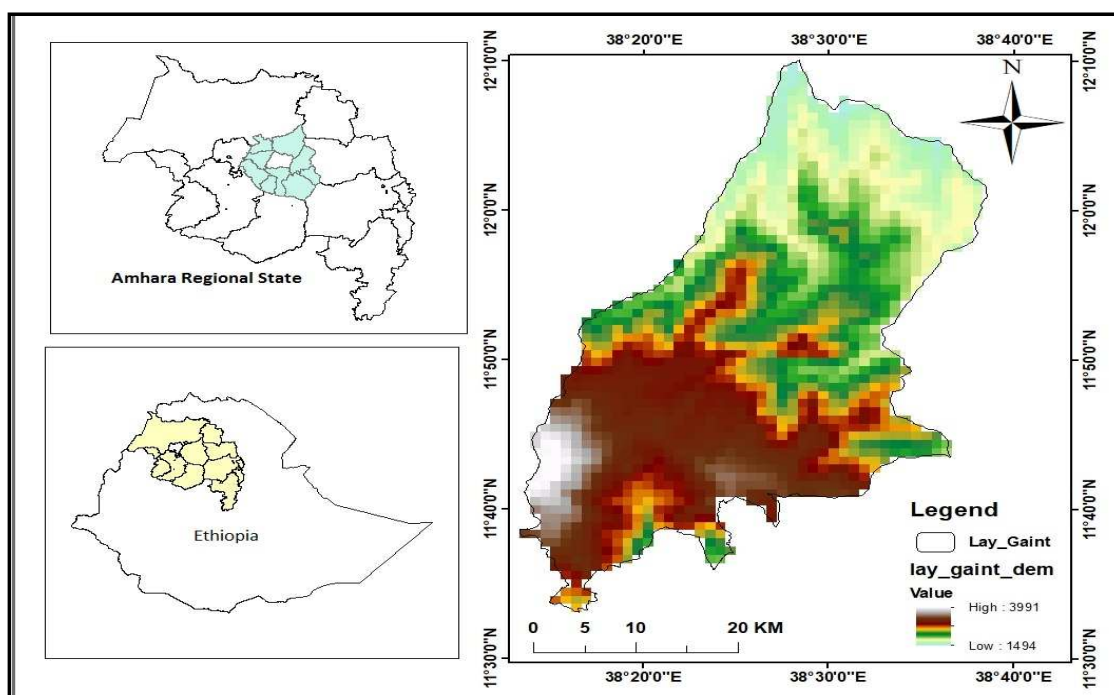 Amhara Regional State
Ethiopia
38°20'0"E 38°30'0"E 38°40'0"E
12°10'0"N
12°0'0"N
11°50'0"N
11°40'0"N
11°30'0"N
N
12°10'0"N
12°0'0"N
11°50'0"N
11°40'0"N
11°30'0"N
Legend
Lay_Gaint
lay_gaint_dem
Value
High : 3991
Low : 1494
0 5 10 20 KM
38°20'0"E 38°30'0"E 38°40'0"E